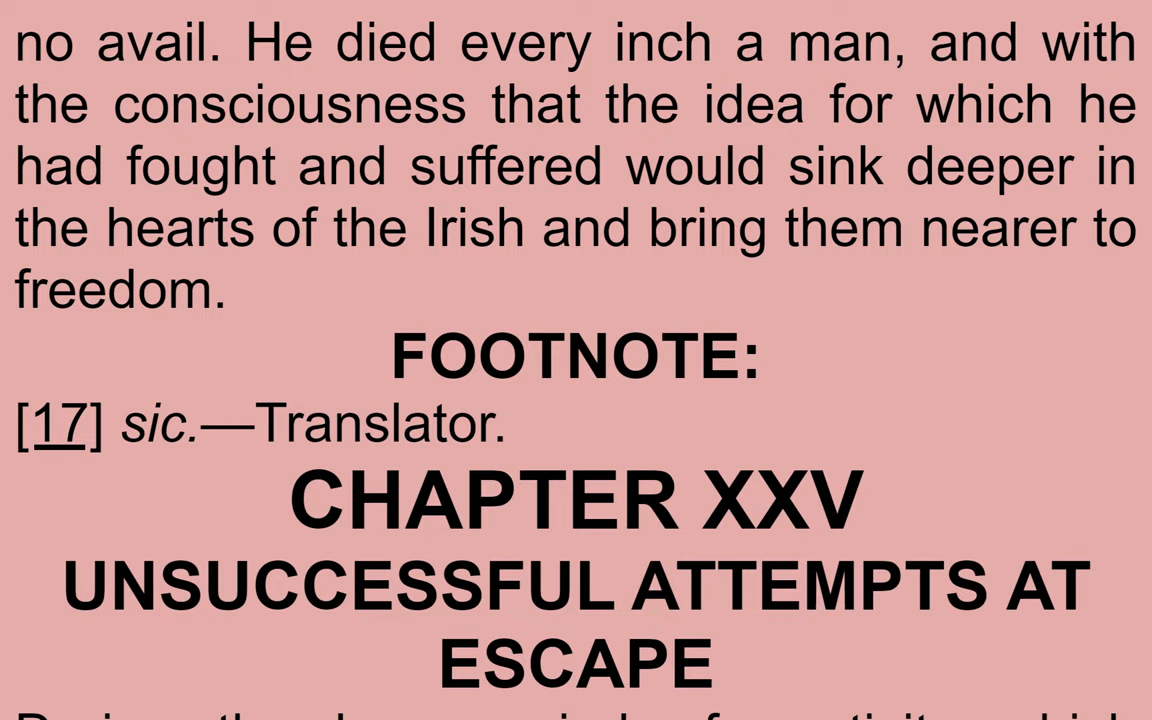 no avail. He died every inch a man, and with
the consciousness that the idea for which he
had fought and suffered would sink deeper in
the hearts of the Irish and bring them nearer to
freedom.
FOOTNOTE:
[17] sic.—Translator.
CHAPTER XXV
UNSUCCESSFUL ATTEMPTS AT
ESCAPE